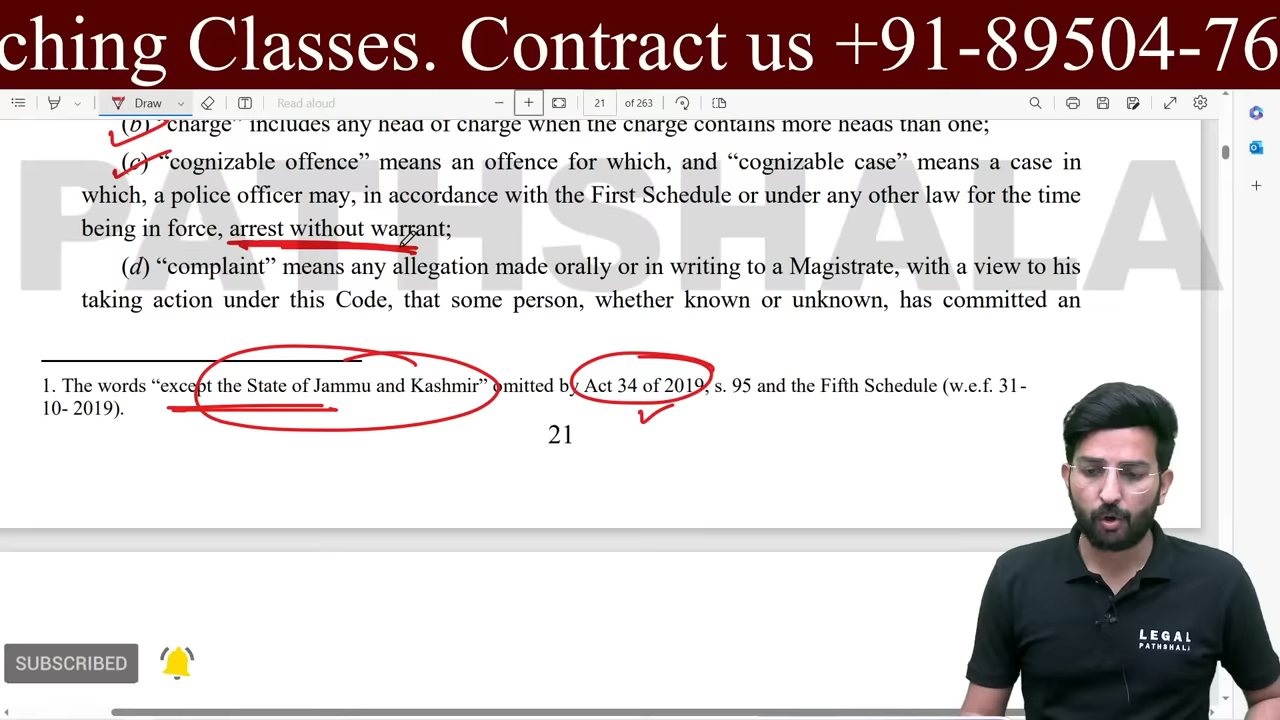 ching Classes. Contract us +91-89504-76
Draw
Read aloud
21 of 263
(b) “charge” includes any head of charge when the charge contains more heads than one;
(c) “cognizable offence” means an offence for which, and “cognizable case” means a case in
which, a police officer may, in accordance with the First Schedule or under any other law for the time
being in force, arrest without warrant;
(d) “complaint” means any allegation made orally or in writing to a Magistrate, with a view to his
taking action under this Code, that some person, whether known or unknown, has committed an
PATHSHALA
1. The words “except the State of Jammu and Kashmir” omitted by Act 34 of 2019, s. 95 and the Fifth Schedule (w.e.f. 31-
10- 2019).
21
LEGAL
PATHSHALA
SUBSCRIBED